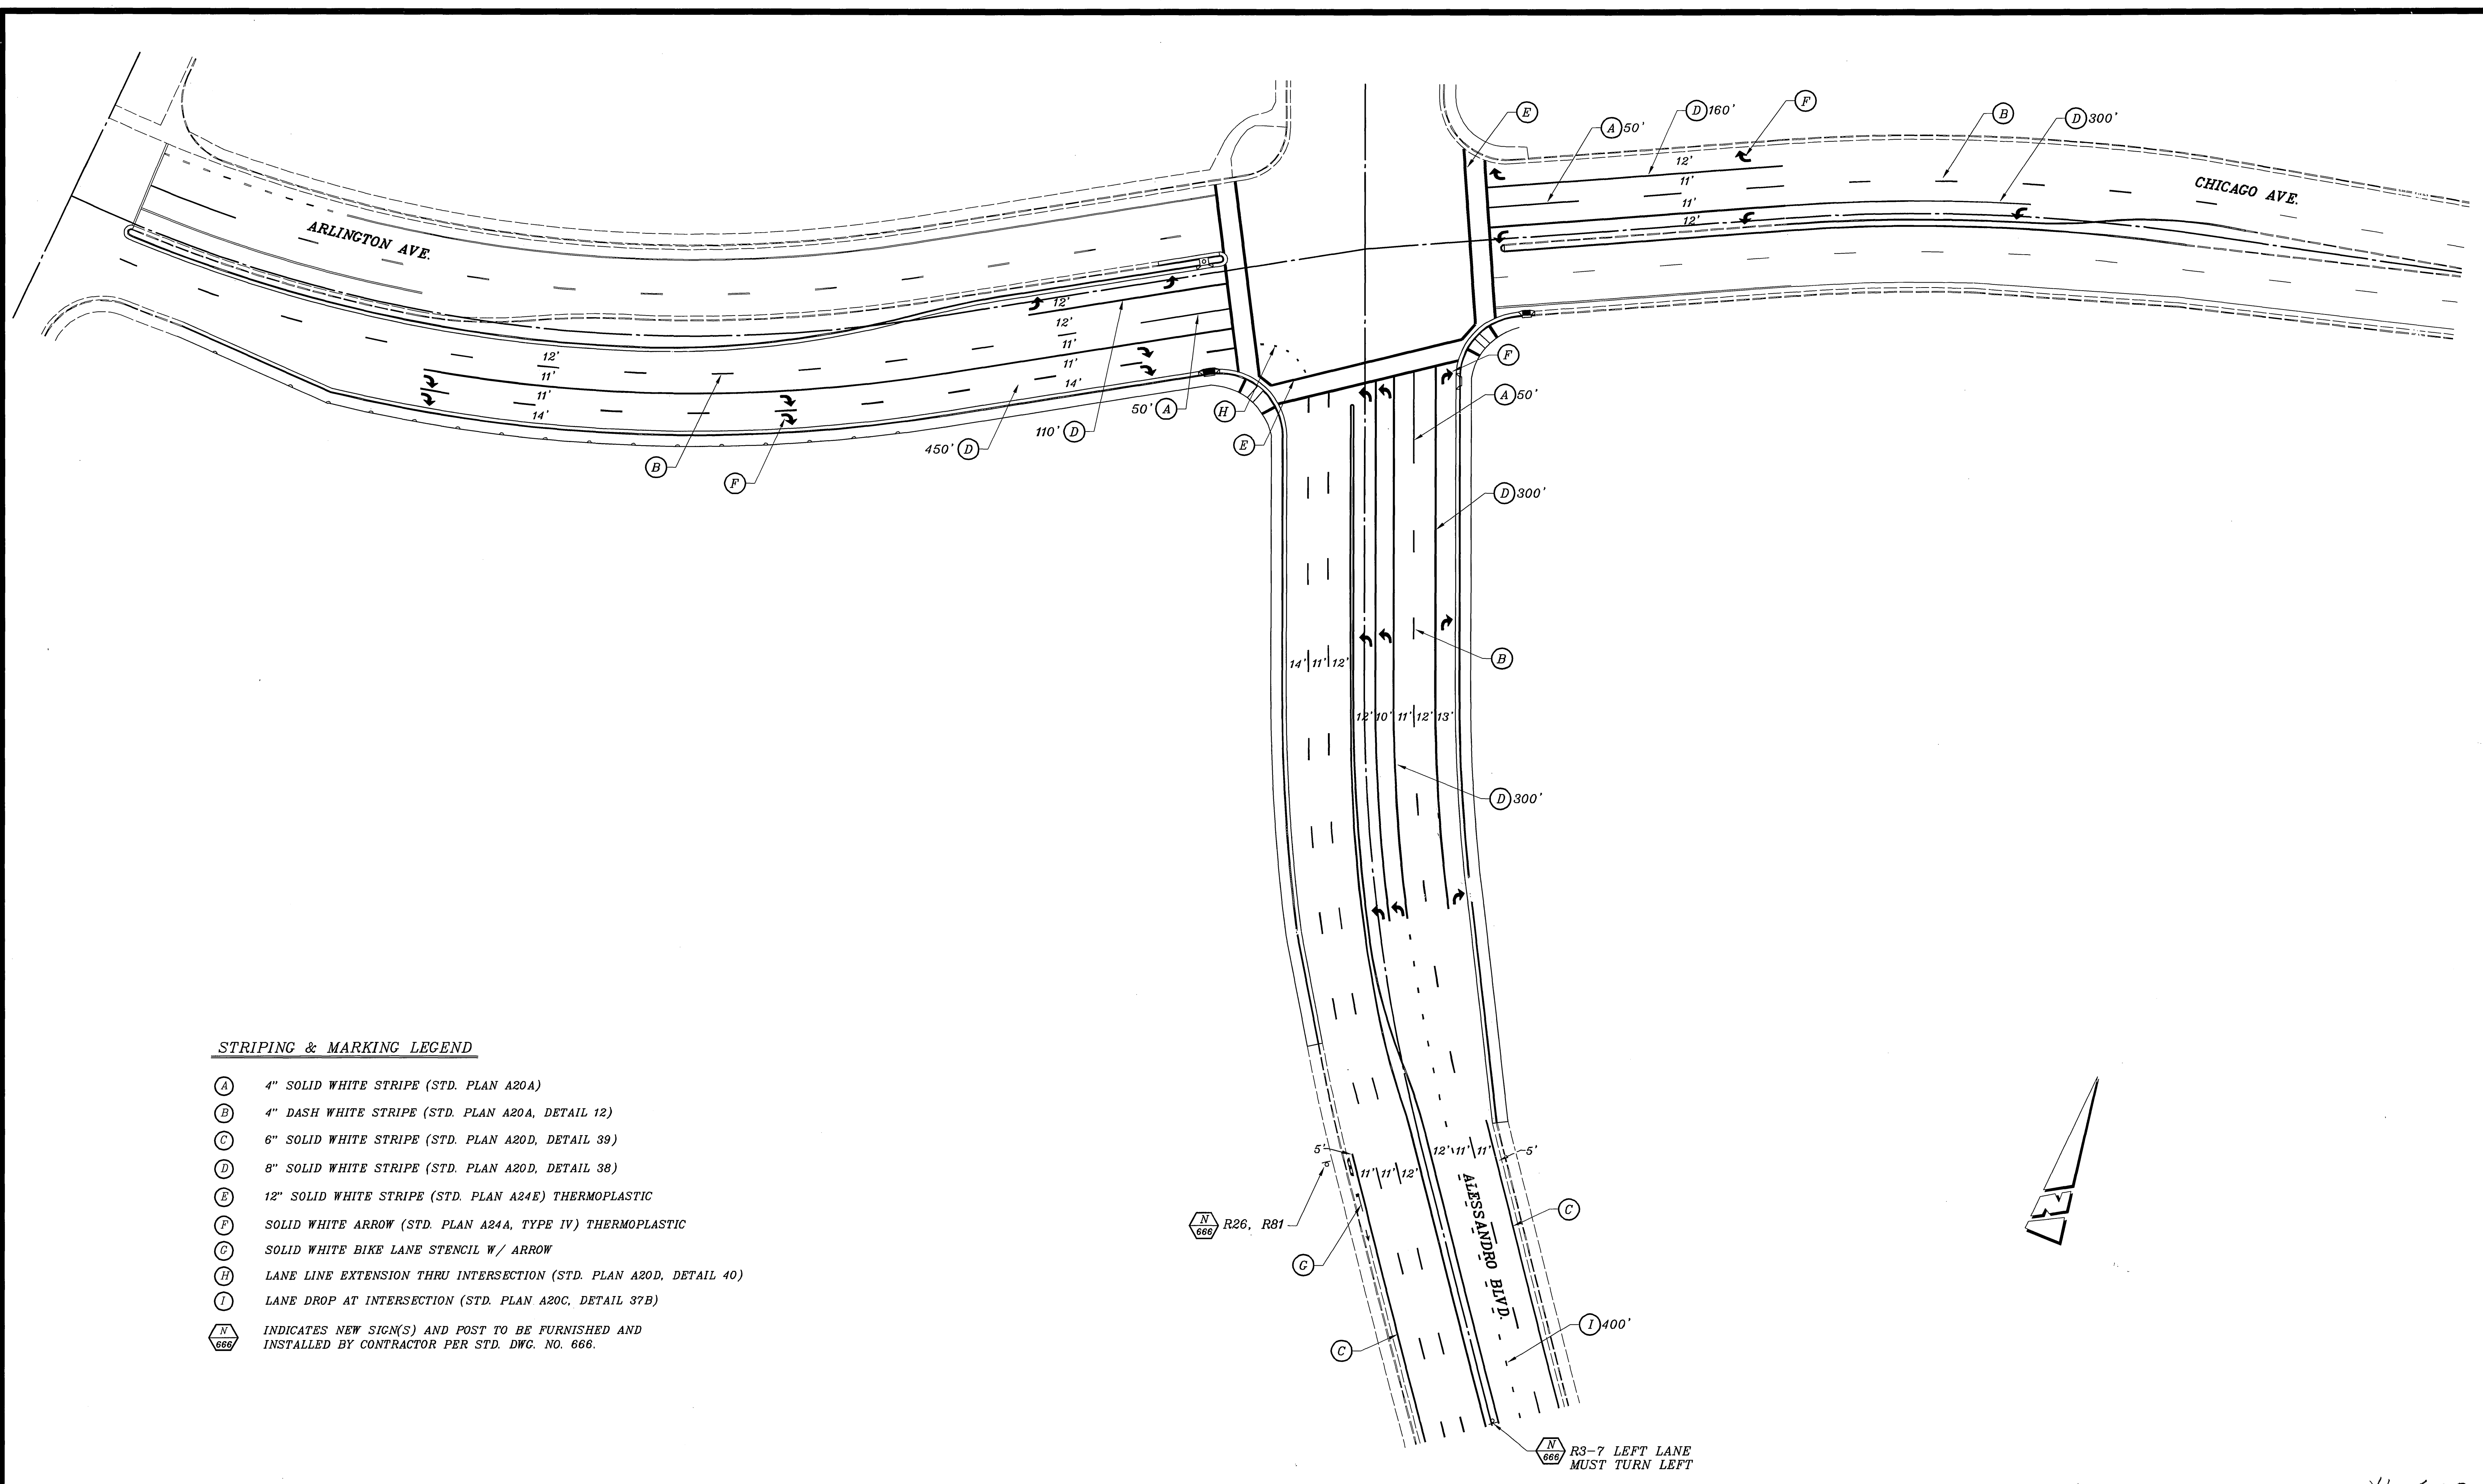 E
F
D 160'
A 50'
B
D 300'
12'
11'
11'
12'
CHICAGO AVE.
ARLINGTON AVE.
12'
12'
11'
11'
14'
12'
11'
11'
14'
50' A
110' D
450' D
B
F
H
E
F
A 50'
D 300'
B
14' 11' 12'
12' 10' 11' 12' 13'
D 300'
STRIPING & MARKING LEGEND
A 4" SOLID WHITE STRIPE (STD. PLAN A20A)
B 4" DASH WHITE STRIPE (STD. PLAN A20A, DETAIL 12)
C 6" SOLID WHITE STRIPE (STD. PLAN A20D, DETAIL 39)
D 8" SOLID WHITE STRIPE (STD. PLAN A20D, DETAIL 38)
E 12" SOLID WHITE STRIPE (STD. PLAN A24E) THERMOPLASTIC
F SOLID WHITE ARROW (STD. PLAN A24A, TYPE IV) THERMOPLASTIC
G SOLID WHITE BIKE LANE STENCIL W/ ARROW
H LANE LINE EXTENSION THRU INTERSECTION (STD. PLAN A20D, DETAIL 40)
I LANE DROP AT INTERSECTION (STD. PLAN A20C, DETAIL 37B)
N 666 INDICATES NEW SIGN(S) AND POST TO BE FURNISHED AND
INSTALLED BY CONTRACTOR PER STD. DWG. NO. 666.
5'
11' 11' 12'
12' 11' 11'
5'
ALESSANDRO BLVD.
N 666 R26, R81
G
C
C
I 400'
N 666 R3-7 LEFT LANE
MUST TURN LEFT